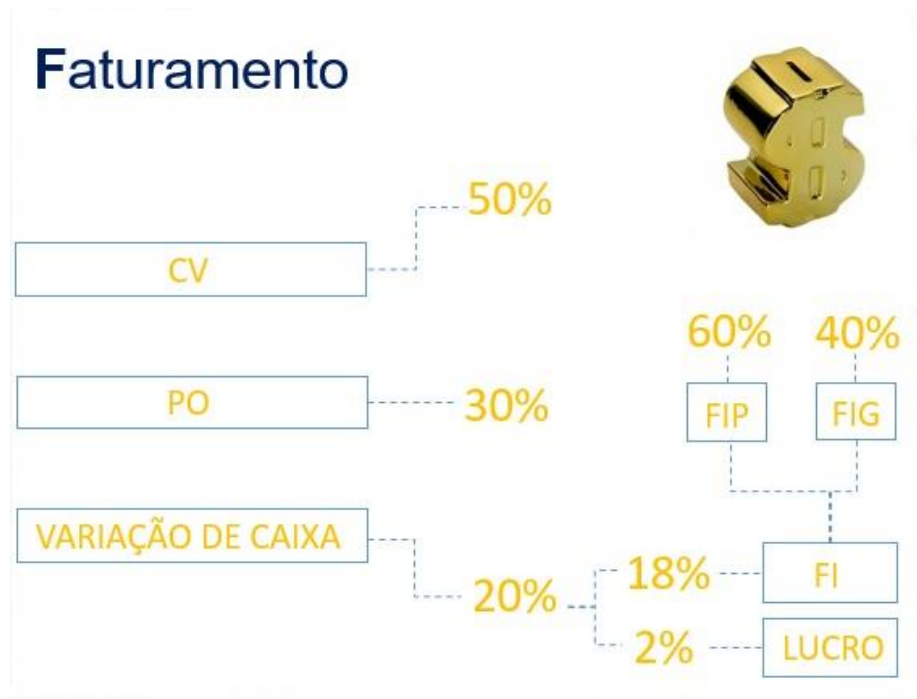 Faturamento
50%
CV
60% 40%
PO
30%
FIP FIG
VARIAÇÃO DE CAIXA
20%
18%
FI
2%
LUCRO